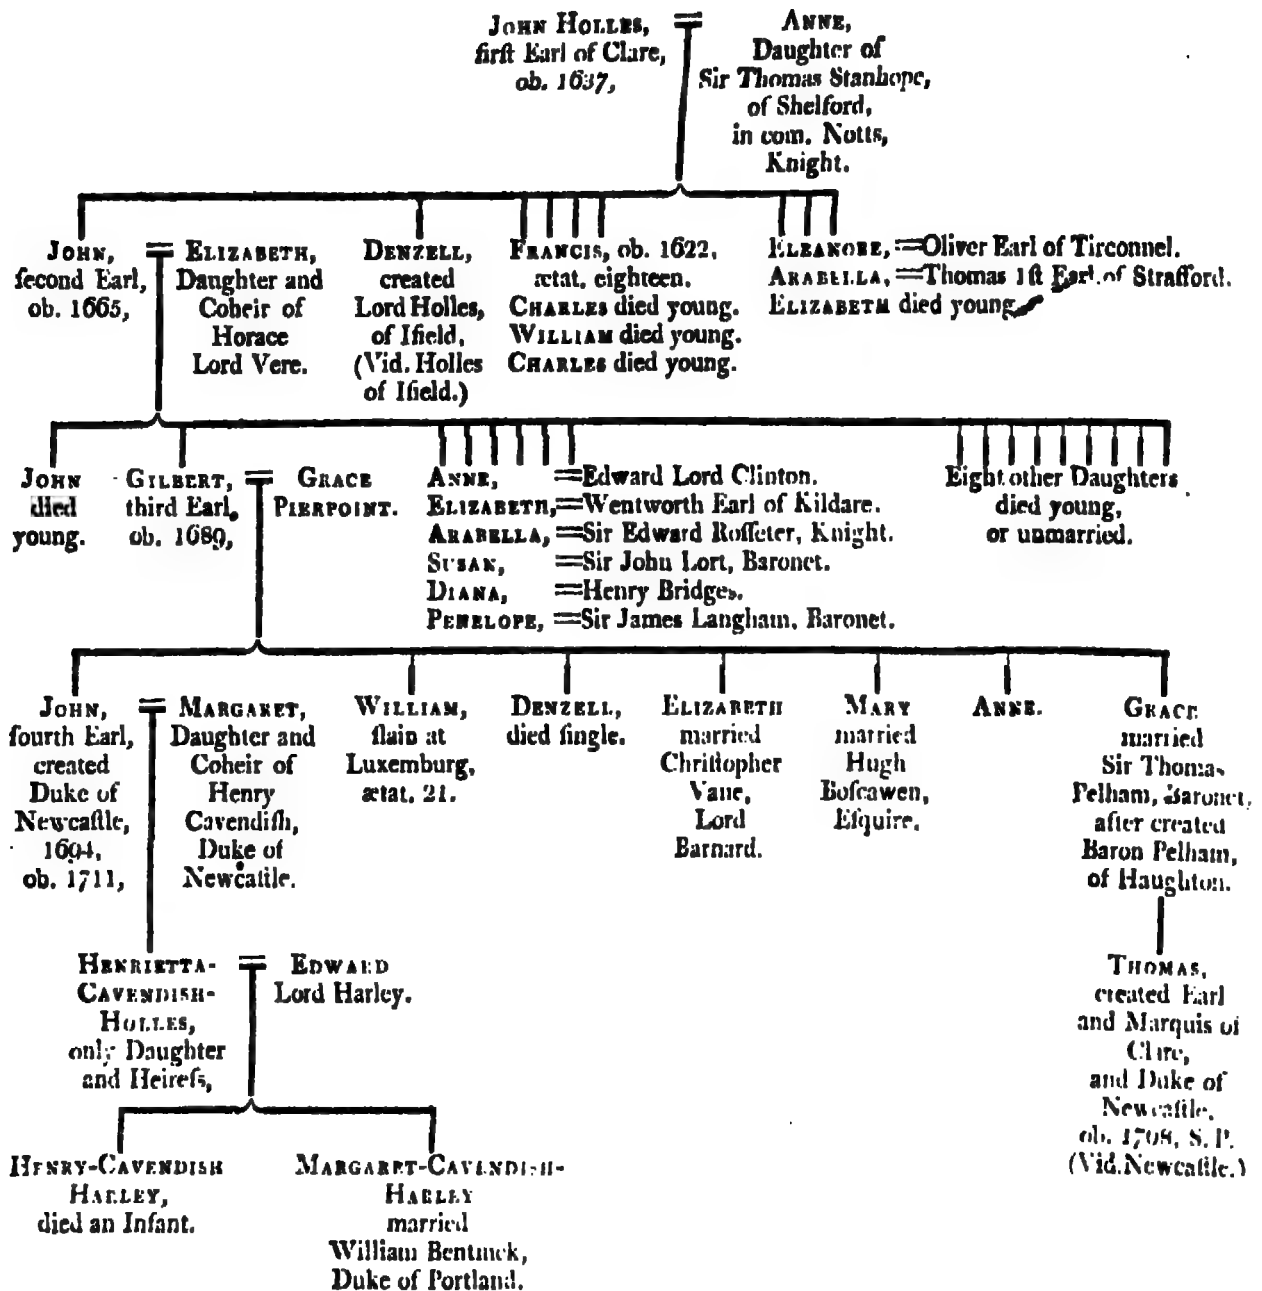 JOHN HOLLES,
firſt Earl of Clare,
ob. 1637,
ANNE,
Daughter of
Sir Thomas Stanhope,
of Shelford,
in com. Notts,
Knight.
JOHN,
ſecond Earl,
ob. 1665,
ELIZABETH,
Daughter and
Coheir of
Horace
Lord Vere.
DENZELL,
created
Lord Holles,
of Ifield,
(Vid. Holles
of Ifield.)
FRANCIS, ob. 1622,
ætat. eighteen.
CHARLES died young.
WILLIAM died young.
CHARLES died young.
ELEANORE, = Oliver Earl of Tirconnel.
ARABELLA, = Thomas 1ſt Earl of Strafford.
ELIZABETH died young.
JOHN
died
young.
GILBERT,
third Earl,
ob. 1689,
GRACE
PIERPOINT.
ANNE, = Edward Lord Clinton.
ELIZABETH, = Wentworth Earl of Kildare.
ARABELLA, = Sir Edward Roſſeter, Knight.
SUSAN, = Sir John Lort, Baronet.
DIANA, = Henry Bridges.
PENELOPE, = Sir James Langham, Baronet.
Eight other Daughters
died young,
or unmarried.
JOHN,
fourth Earl,
created
Duke of
Newcaſtle,
1694,
ob. 1711,
MARGARET,
Daughter and
Coheir of
Henry
Cavendiſh,
Duke of
Newcaſtle.
WILLIAM,
ſlain at
Luxemburg,
ætat. 21.
DENZELL,
died ſingle.
ELIZABETH
married
Chriſtopher
Vane,
Lord
Barnard.
MARY
married
Hugh
Boſcawen,
Eſquire.
ANNE.
GRACE
married
Sir Thomas
Pelham, Baronet,
after created
Baron Pelham,
of Haughton.
HENRIETTA-
CAVENDISH-
HOLLES,
only Daughter
and Heireſs,
EDWARD
Lord Harley.
THOMAS,
created Earl
and Marquis of
Clare,
and Duke of
Newcaſtle,
ob. 1768, S. P.
(Vid. Newcaſtle.)
HENRY-CAVENDISH
HARLEY,
died an Infant.
MARGARET-CAVENDISH-
HARLEY
married
William Bentinck,
Duke of Portland.